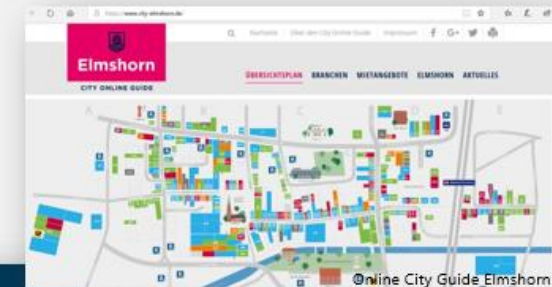 http://www.city-elmshorn.de/
Startseite Über den City Online Guide Impressum
Elmshorn
CITY ONLINE GUIDE
ÜBERSICHTSPLAN BRANCHEN MIETANGEBOTE ELMSHORN AKTUELLES
A B C D E
Online City Guide Elmshorn